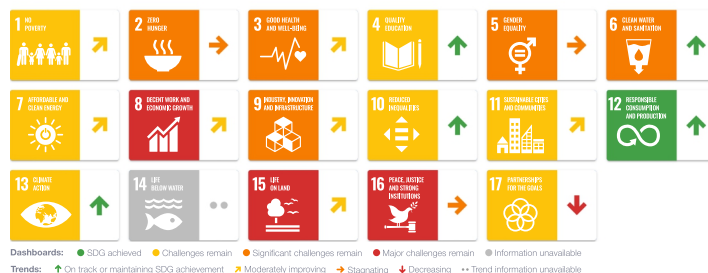 1 NO
POVERTY
2 ZERO
HUNGER
3 GOOD HEALTH
AND WELL-BEING
4 QUALITY
EDUCATION
5 GENDER
EQUALITY
6 CLEAN WATER
AND SANITATION
7 AFFORDABLE AND
CLEAN ENERGY
8 DECENT WORK AND
ECONOMIC GROWTH
9 INDUSTRY, INNOVATION
AND INFRASTRUCTURE
10 REDUCED
INEQUALITIES
11 SUSTAINABLE CITIES
AND COMMUNITIES
12 RESPONSIBLE
CONSUMPTION
AND PRODUCTION
13 CLIMATE
ACTION
14 LIFE
BELOW WATER
15 LIFE
ON LAND
16 PEACE, JUSTICE
AND STRONG
INSTITUTIONS
17 PARTNERSHIPS
FOR THE GOALS
Dashboards: SDG achieved Challenges remain Significant challenges remain Major challenges remain Information unavailable
Trends: On track or maintaining SDG achievement Moderately improving Stagnating Decreasing Trend information unavailable